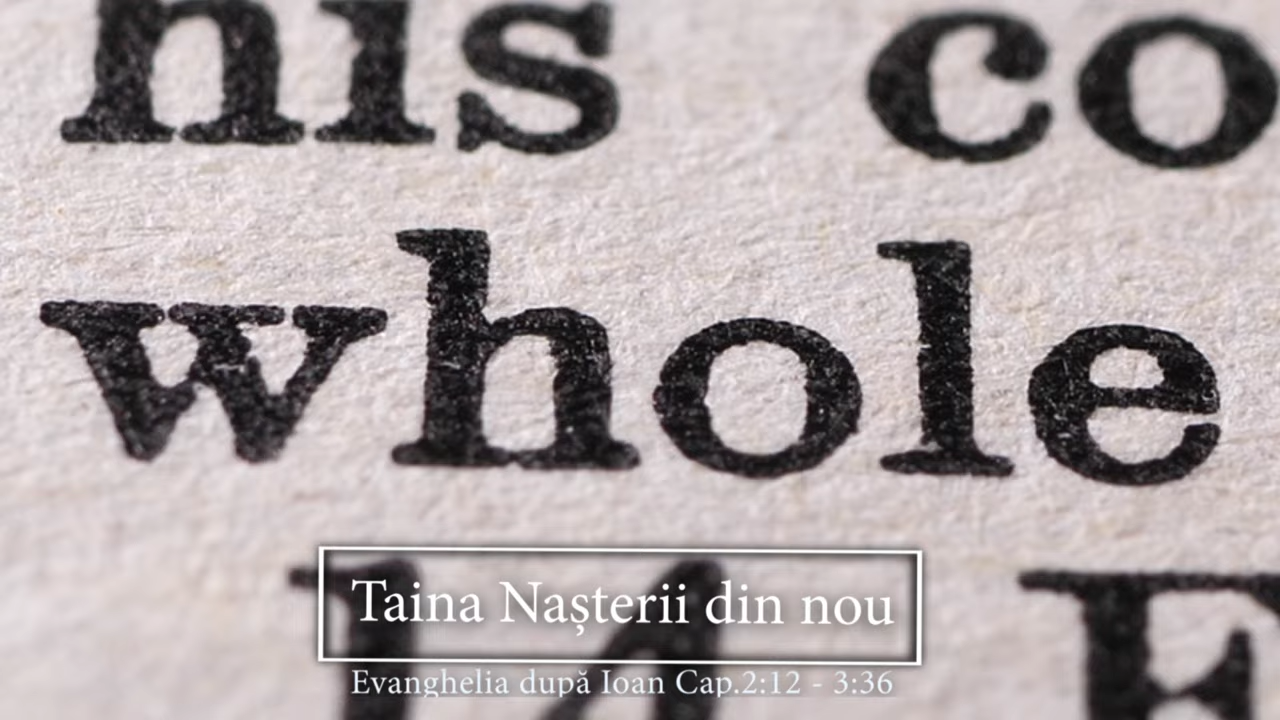 his co
whole
Taina Nașterii din nou
Evanghelia după Ioan Cap.2:12 - 3:36